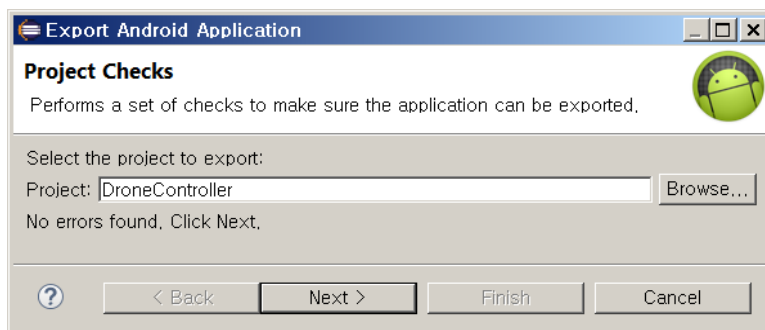 Export Android Application
Project Checks
Performs a set of checks to make sure the application can be exported.
Select the project to export:
Project: DroneController Browse...
No errors found. Click Next.
? < Back Next > Finish Cancel